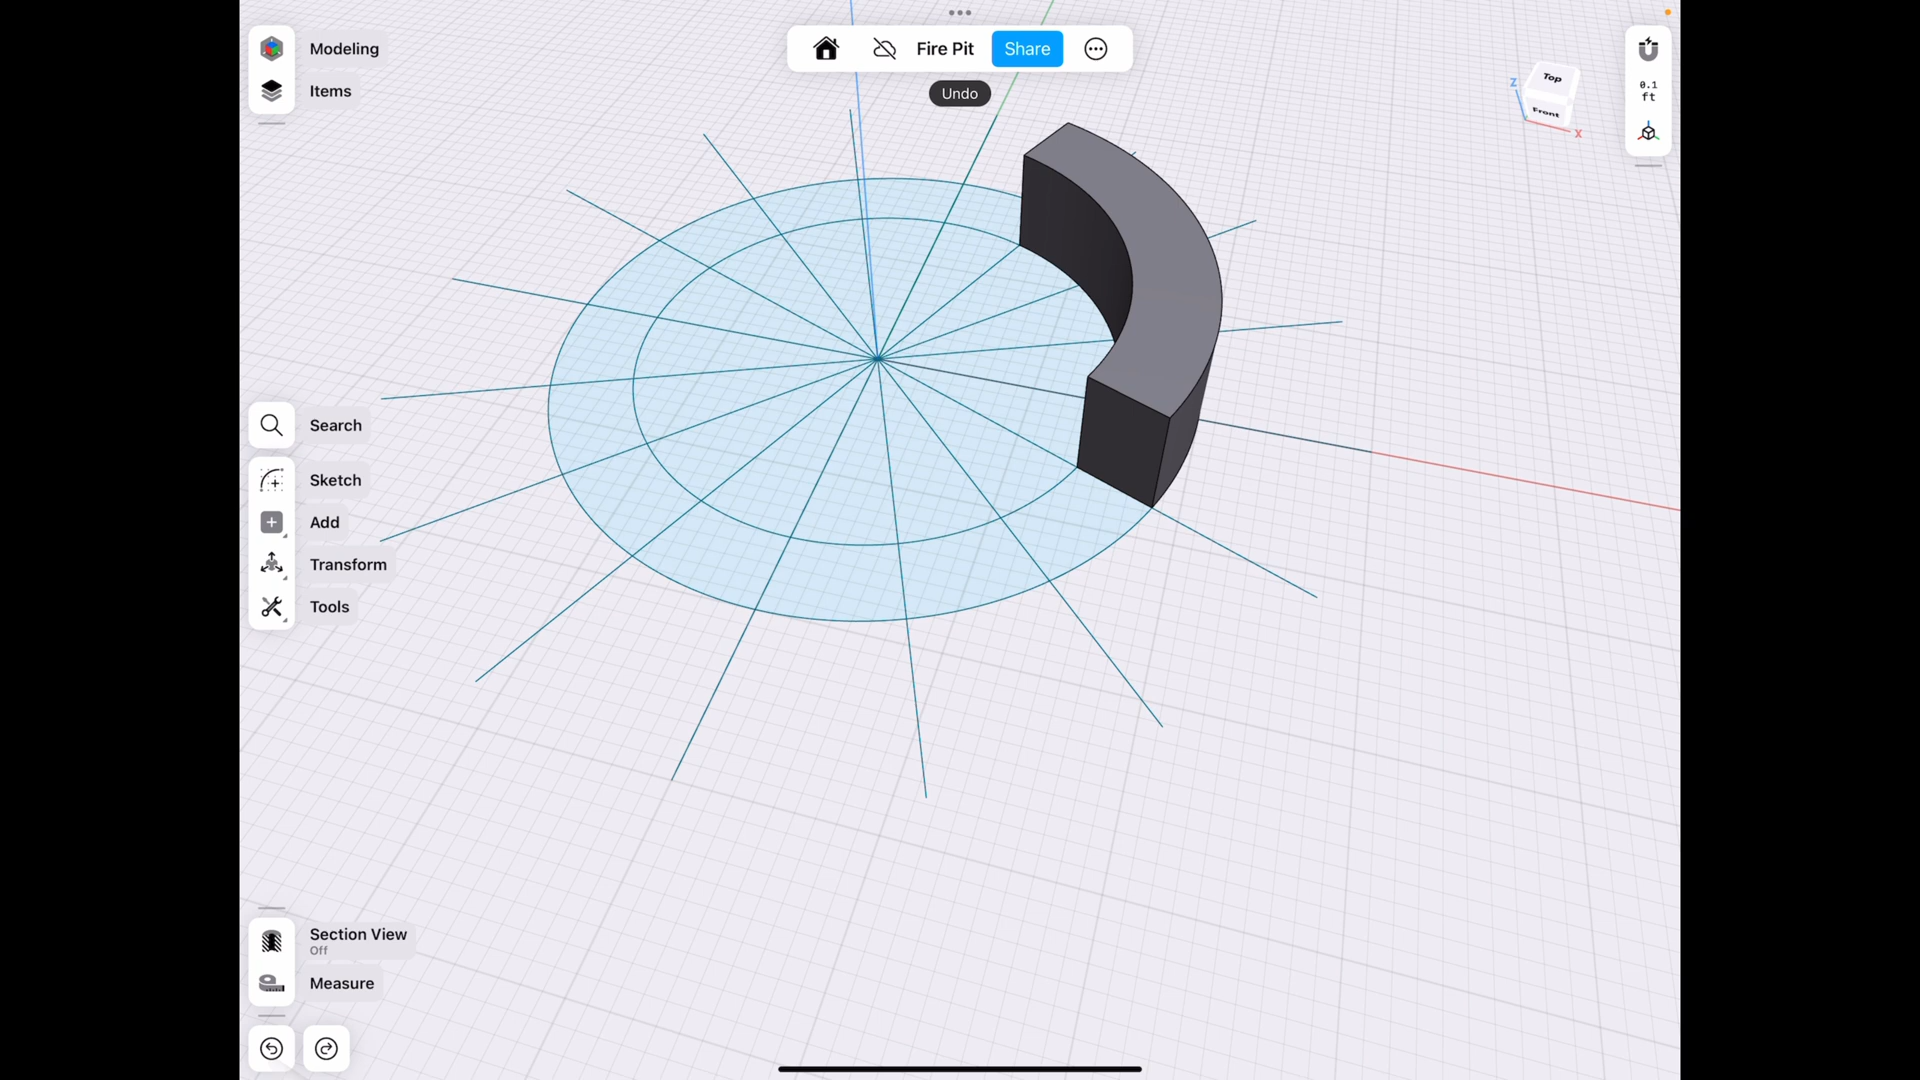 Modeling
Items
Fire Pit
Share
Undo
Top
Front
Z
X
0.1
ft
Search
Sketch
Add
Transform
Tools
Section View
Off
Measure